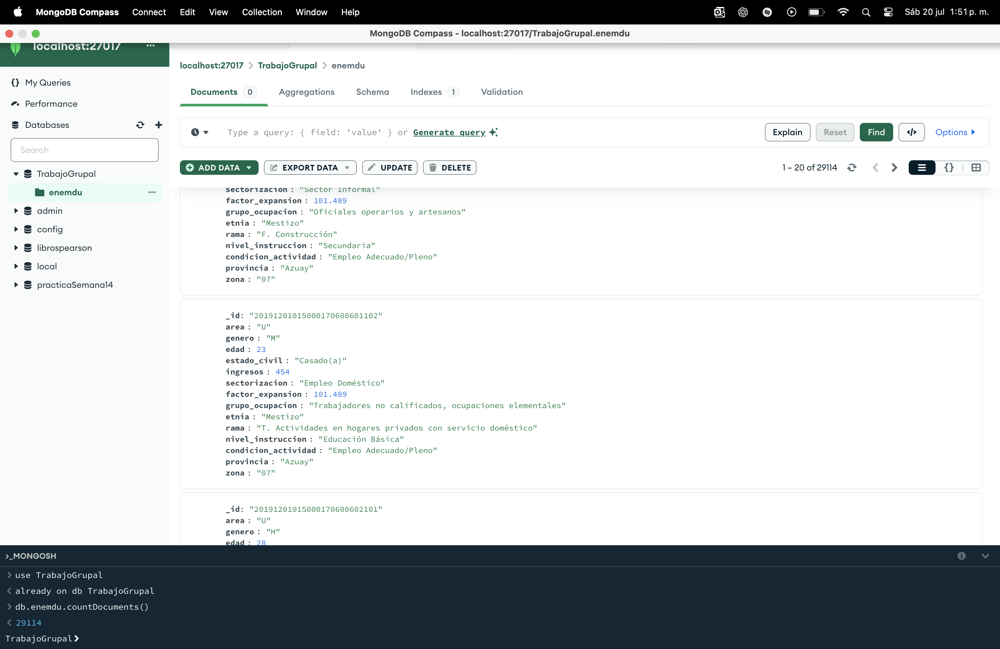 MongoDB Compass Connect Edit View Collection Window Help Sáb 20 jul 1:51 p. m.
MongoDB Compass - localhost:27017/TrabajoGrupal.enemdu
localhost:27017 ...
My Queries
Performance
Databases
Search
TrabajoGrupal
enemdu ...
admin
config
librospearson
local
practicaSemana14
localhost:27017 > TrabajoGrupal > enemdu
Documents 0 Aggregations Schema Indexes 1 Validation
Type a query: { field: 'value' } or Generate query Explain Reset Find </> Options
ADD DATA EXPORT DATA UPDATE DELETE 1 – 20 of 29114 {}
sectorizacion : "Sector Informal"
factor_expansion : 101.489
grupo_ocupacion : "Oficiales operarios y artesanos"
etnia : "Mestizo"
rama : "F. Construcción"
nivel_instruccion : "Secundaria"
condicion_actividad : "Empleo Adecuado/Pleno"
provincia : "Azuay"
zona : "07"
_id: "20191201015000170600601102"
area : "U"
genero : "M"
edad : 23
estado_civil : "Casado(a)"
ingresos : 454
sectorizacion : "Empleo Doméstico"
factor_expansion : 101.489
grupo_ocupacion : "Trabajadores no calificados, ocupaciones elementales"
etnia : "Mestizo"
rama : "T. Actividades en hogares privados con servicio doméstico"
nivel_instruccion : "Educación Básica"
condicion_actividad : "Empleo Adecuado/Pleno"
provincia : "Azuay"
zona : "07"
_id: "20191201015000170600602101"
area : "U"
genero : "H"
edad : 28
>_MONGOSH
> use TrabajoGrupal
< already on db TrabajoGrupal
> db.enemdu.countDocuments()
< 29114
TrabajoGrupal>